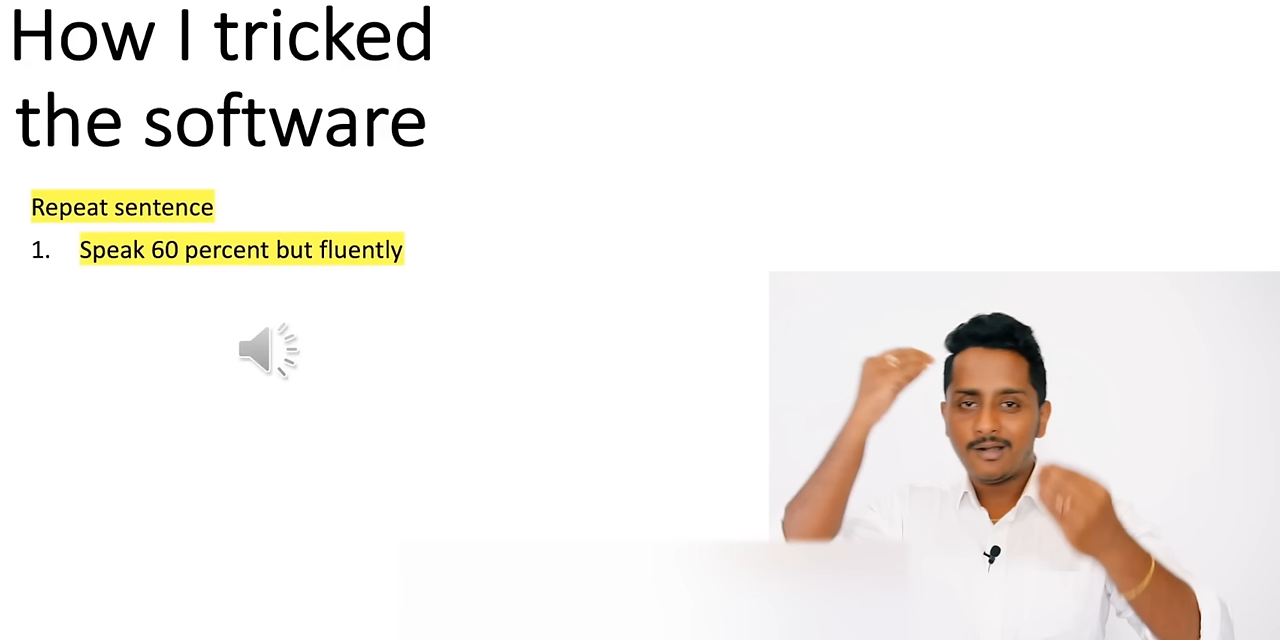 How I tricked
the software
Repeat sentence
1. Speak 60 percent but fluently